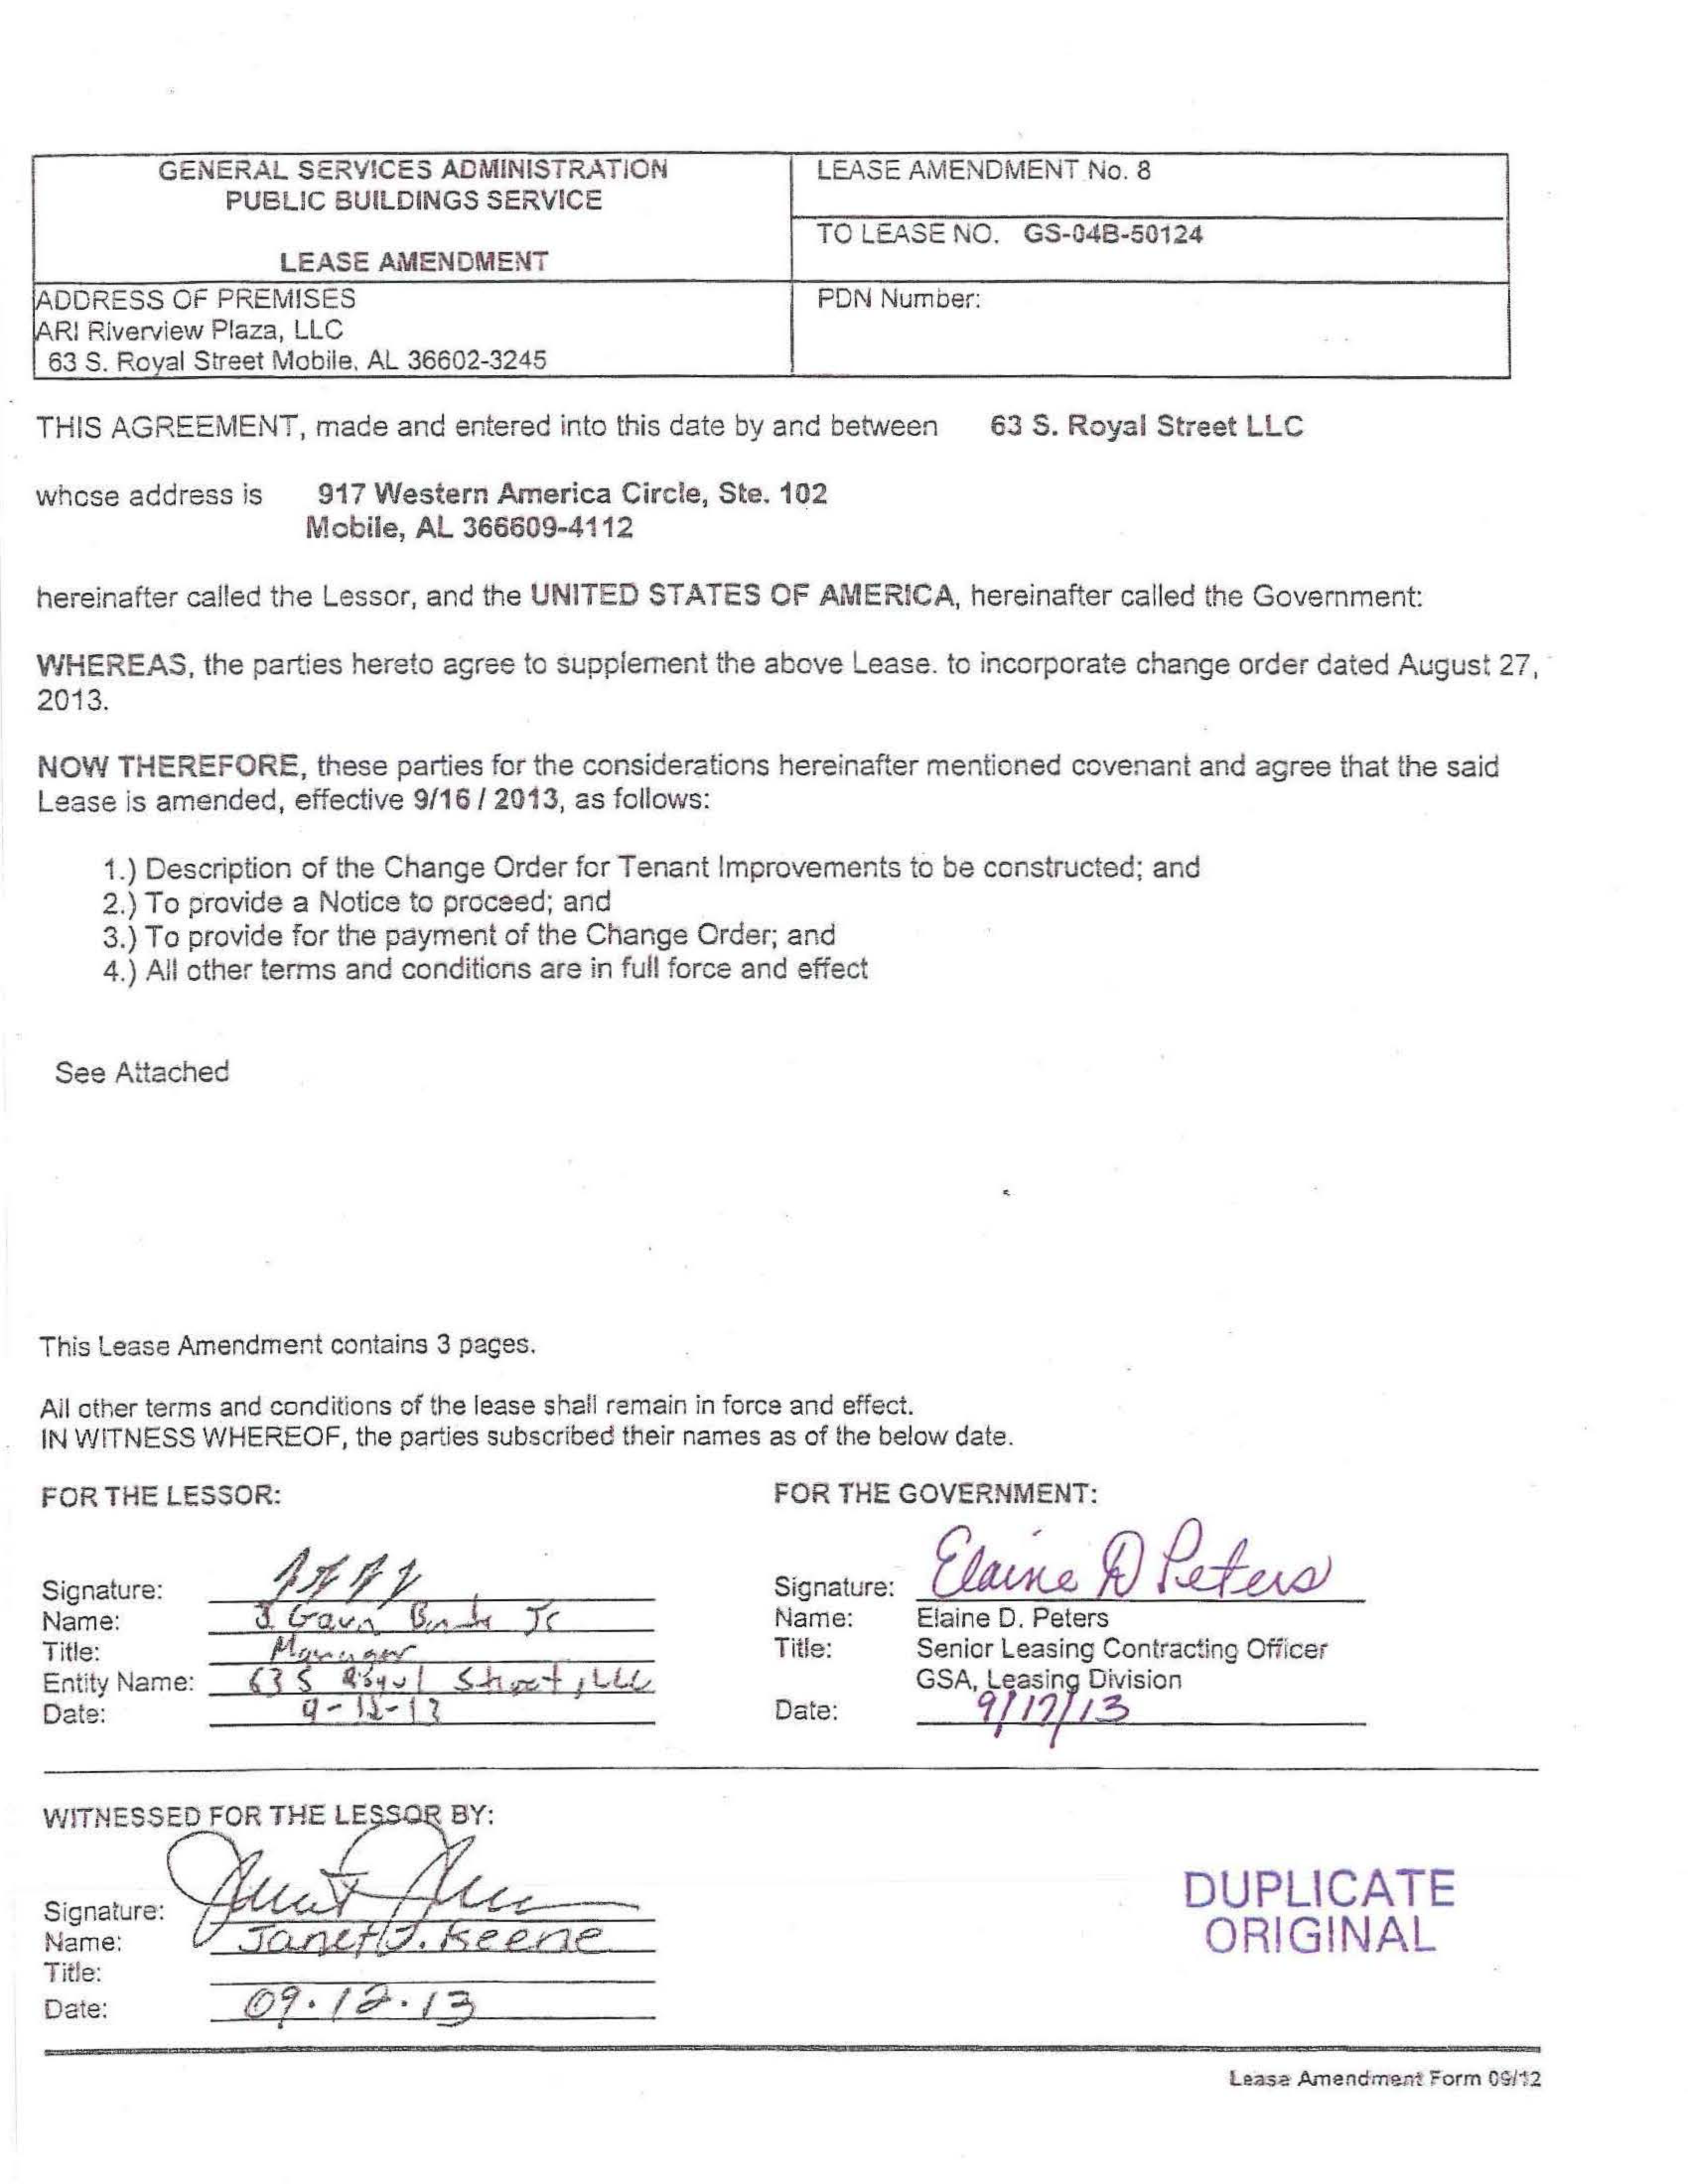 GENERAL SERVICES ADMINISTRATION
PUBLIC BUILDINGS SERVICE
LEASE AMENDMENT
LEASE AMENDMENT No. 8
TO LEASE NO. GS-04B-50124
ADDRESS OF PREMISES
ARI Riverview Plaza, LLC
63 S. Royal Street Mobile, AL 36602-3245
PDN Number:
THIS AGREEMENT, made and entered into this date by and between 63 S. Royal Street LLC
whose address is 917 Western America Circle, Ste. 102
Mobile, AL 366609-4112
hereinafter called the Lessor, and the UNITED STATES OF AMERICA, hereinafter called the Government:
WHEREAS, the parties hereto agree to supplement the above Lease. to incorporate change order dated August 27,
2013.
NOW THEREFORE, these parties for the considerations hereinafter mentioned covenant and agree that the said
Lease is amended, effective 9/16 / 2013, as follows:
1.) Description of the Change Order for Tenant Improvements to be constructed; and
2.) To provide a Notice to proceed; and
3.) To provide for the payment of the Change Order; and
4.) All other terms and conditions are in full force and effect
See Attached
This Lease Amendment contains 3 pages.
All other terms and conditions of the lease shall remain in force and effect.
IN WITNESS WHEREOF, the parties subscribed their names as of the below date.
FOR THE LESSOR:
Signature:
Name: J Jr
Title: Manager
Entity Name: 63 S Royal Street, LLC
Date:
FOR THE GOVERNMENT:
Signature: Elaine D Peters
Name: Elaine D. Peters
Title: Senior Leasing Contracting Officer
GSA, Leasing Division
Date: 9/17/13
WITNESSED FOR THE LESSOR BY:
Signature:
Name: Janet J. Keene
Title:
Date: 09.12.13
DUPLICATE
ORIGINAL
Lease Amendment Form 09/12